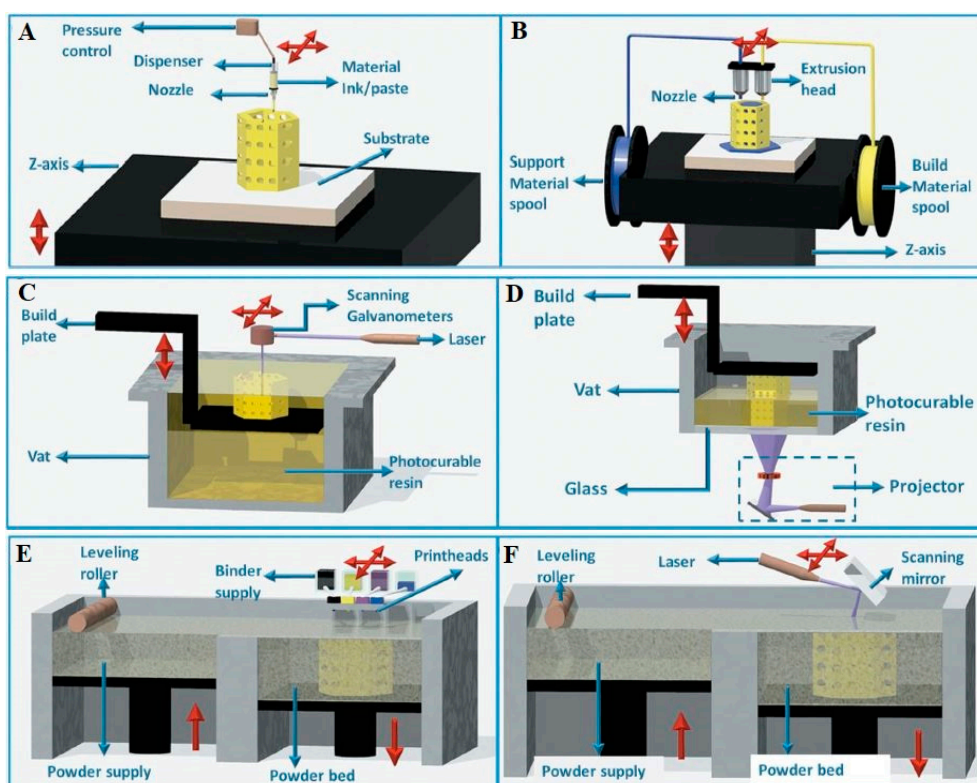 A
Pressure
control
Dispenser
Nozzle
Material
Ink/paste
Substrate
Z-axis
B
Extrusion
head
Nozzle
Support
Material
spool
Build
Material
spool
Z-axis
C
Scanning
Galvanometers
Build
plate
Laser
Vat
Photocurable
resin
D
Build
plate
Vat
Photocurable
resin
Glass
Projector
E
Leveling
roller
Binder
supply
Printheads
Powder supply
Powder bed
F
Leveling
roller
Laser
Scanning
mirror
Powder supply
Powder bed